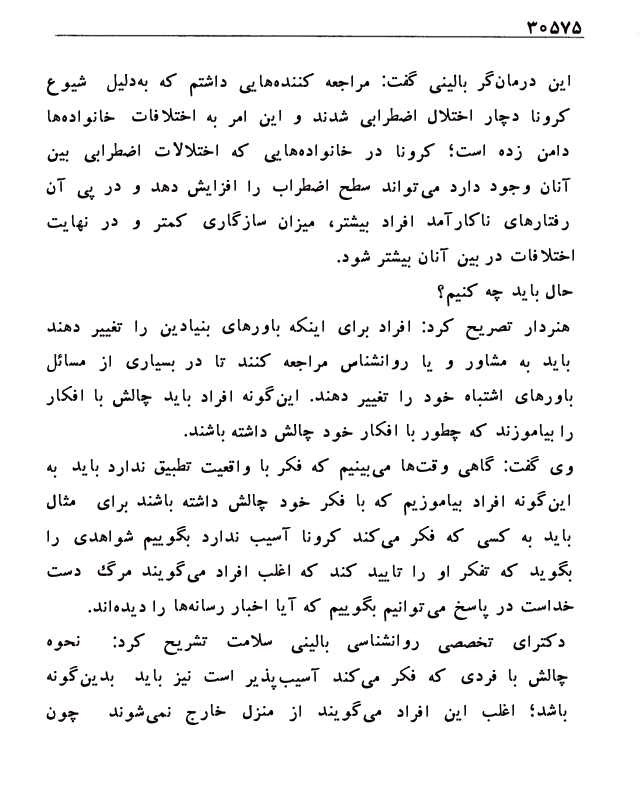 ۳۰۵۷۵
این درمان‌گر بالینی گفت: مراجعه کننده‌هایی داشتم که به‌دلیل شیوع
کرونا دچار اختلال اضطرابی شدند و این امر به اختلافات خانواده‌ها
دامن زده است؛ کرونا در خانواده‌هایی که اختلالات اضطرابی بین
آنان وجود دارد می‌تواند سطح اضطراب را افزایش دهد و در پی آن
رفتارهای ناکارآمد افراد بیشتر، میزان سازگاری کمتر و در نهایت
اختلافات در بین آنان بیشتر شود.
حال باید چه کنیم؟
هنردار تصریح کرد: افراد برای اینکه باورهای بنیادین را تغییر دهند
باید به مشاور و یا روانشناس مراجعه کنند تا در بسیاری از مسائل
باورهای اشتباه خود را تغییر دهند. این‌گونه افراد باید چالش با افکار
را بیاموزند که چطور با افکار خود چالش داشته باشند.
وی گفت: گاهی وقت‌ها می‌بینیم که فکر با واقعیت تطبیق ندارد باید به
این‌گونه افراد بیاموزیم که با فکر خود چالش داشته باشند برای مثال
باید به کسی که فکر می‌کند کرونا آسیب ندارد بگوییم شواهدی را
بگوید که تفکر او را تایید کند که اغلب افراد می‌گویند مرگ دست
خداست در پاسخ می‌توانیم بگوییم که آیا اخبار رسانه‌ها را دیده‌اند.
دکترای تخصصی روانشناسی بالینی سلامت تشریح کرد: نحوه
چالش با فردی که فکر می‌کند آسیب‌پذیر است نیز باید بدین‌گونه
باشد؛ اغلب این افراد می‌گویند از منزل خارج نمی‌شوند چون